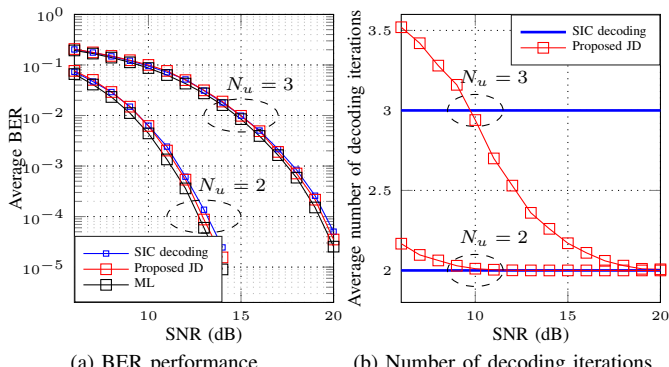 10^0
10^-1
10^-2
10^-3
10^-4
10^-5
Average BER
N_u = 3
N_u = 2
SIC decoding
Proposed JD
ML
10 15 20
SNR (dB)
(a) BER performance
3.5
3
2.5
2
Average number of decoding iterations
SIC decoding
Proposed JD
N_u = 3
N_u = 2
10 15 20
SNR (dB)
(b) Number of decoding iterations